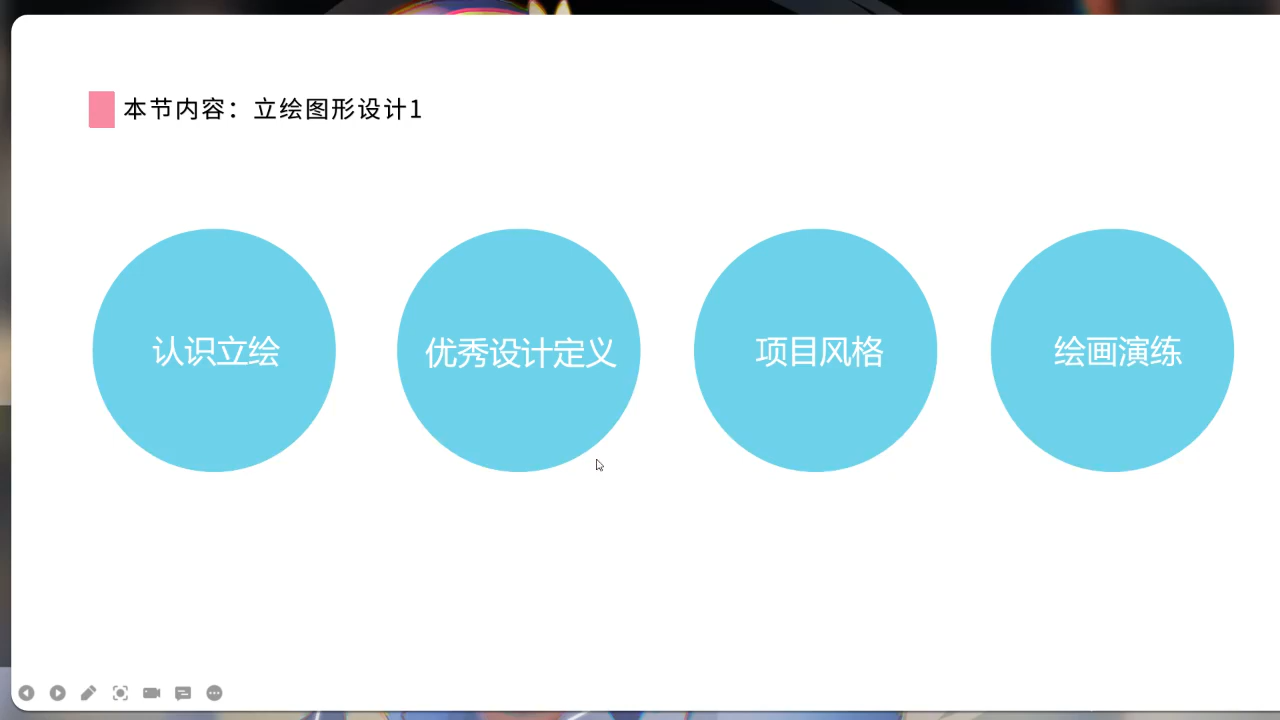 本节内容：立绘图形设计1
认识立绘
优秀设计定义
项目风格
绘画演练